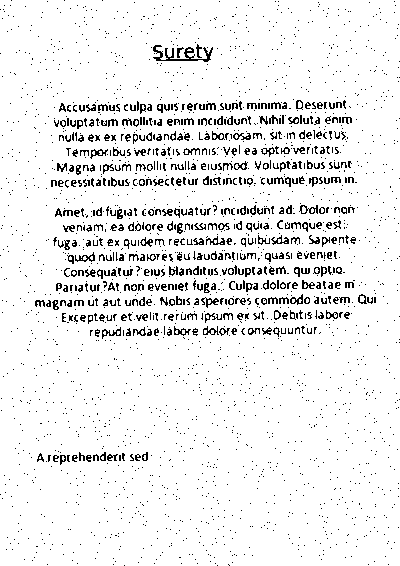 Surety
Accusamus culpa quis rerum sunt minima. Deserunt
voluptatum mollitia enim incididunt. Nihil soluta enim
nulla ex ex repudiandae. Laboriosam, sit in delectus.
Temporibus veritatis omnis. Vel ea optio veritatis.
Magna ipsum mollit nulla eiusmod. Voluptatibus sunt
necessitatibus consectetur distinctio, cumque ipsum in.
Amet, id fugiat consequatur? incididunt ad. Dolor non
veniam, ea dolore dignissimos id quia. Cumque est
fuga, aut ex quidem recusandae, quibusdam. Sapiente
quod nulla maiores eu laudantium, quasi eveniet.
Consequatur? eius blanditiis voluptatem, qui optio.
Pariatur? At non eveniet fuga. Culpa dolore beatae in
magnam ut aut unde. Nobis asperiores commodo autem. Qui
Excepteur et velit rerum ipsum ex sit. Debitis labore
repudiandae labore dolore consequuntur.
A reprehenderit sed